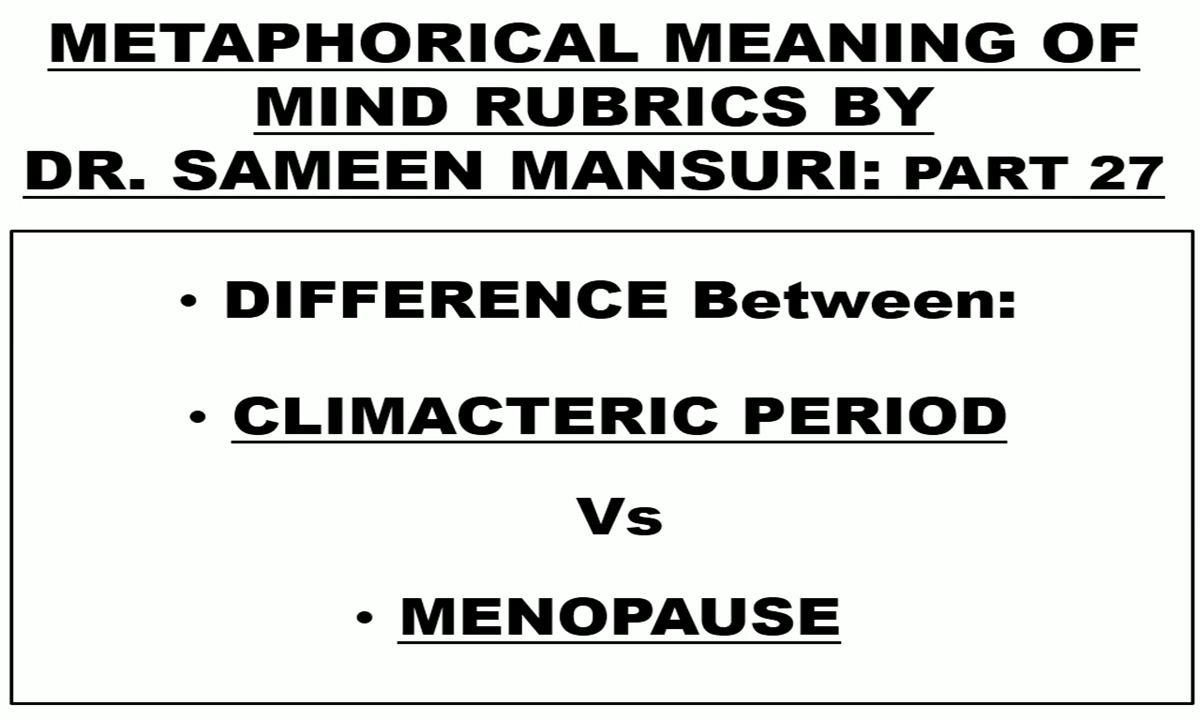 METAPHORICAL MEANING OF
MIND RUBRICS BY
DR. SAMEEN MANSURI: PART 27
• DIFFERENCE Between:
• CLIMACTERIC PERIOD
Vs
• MENOPAUSE